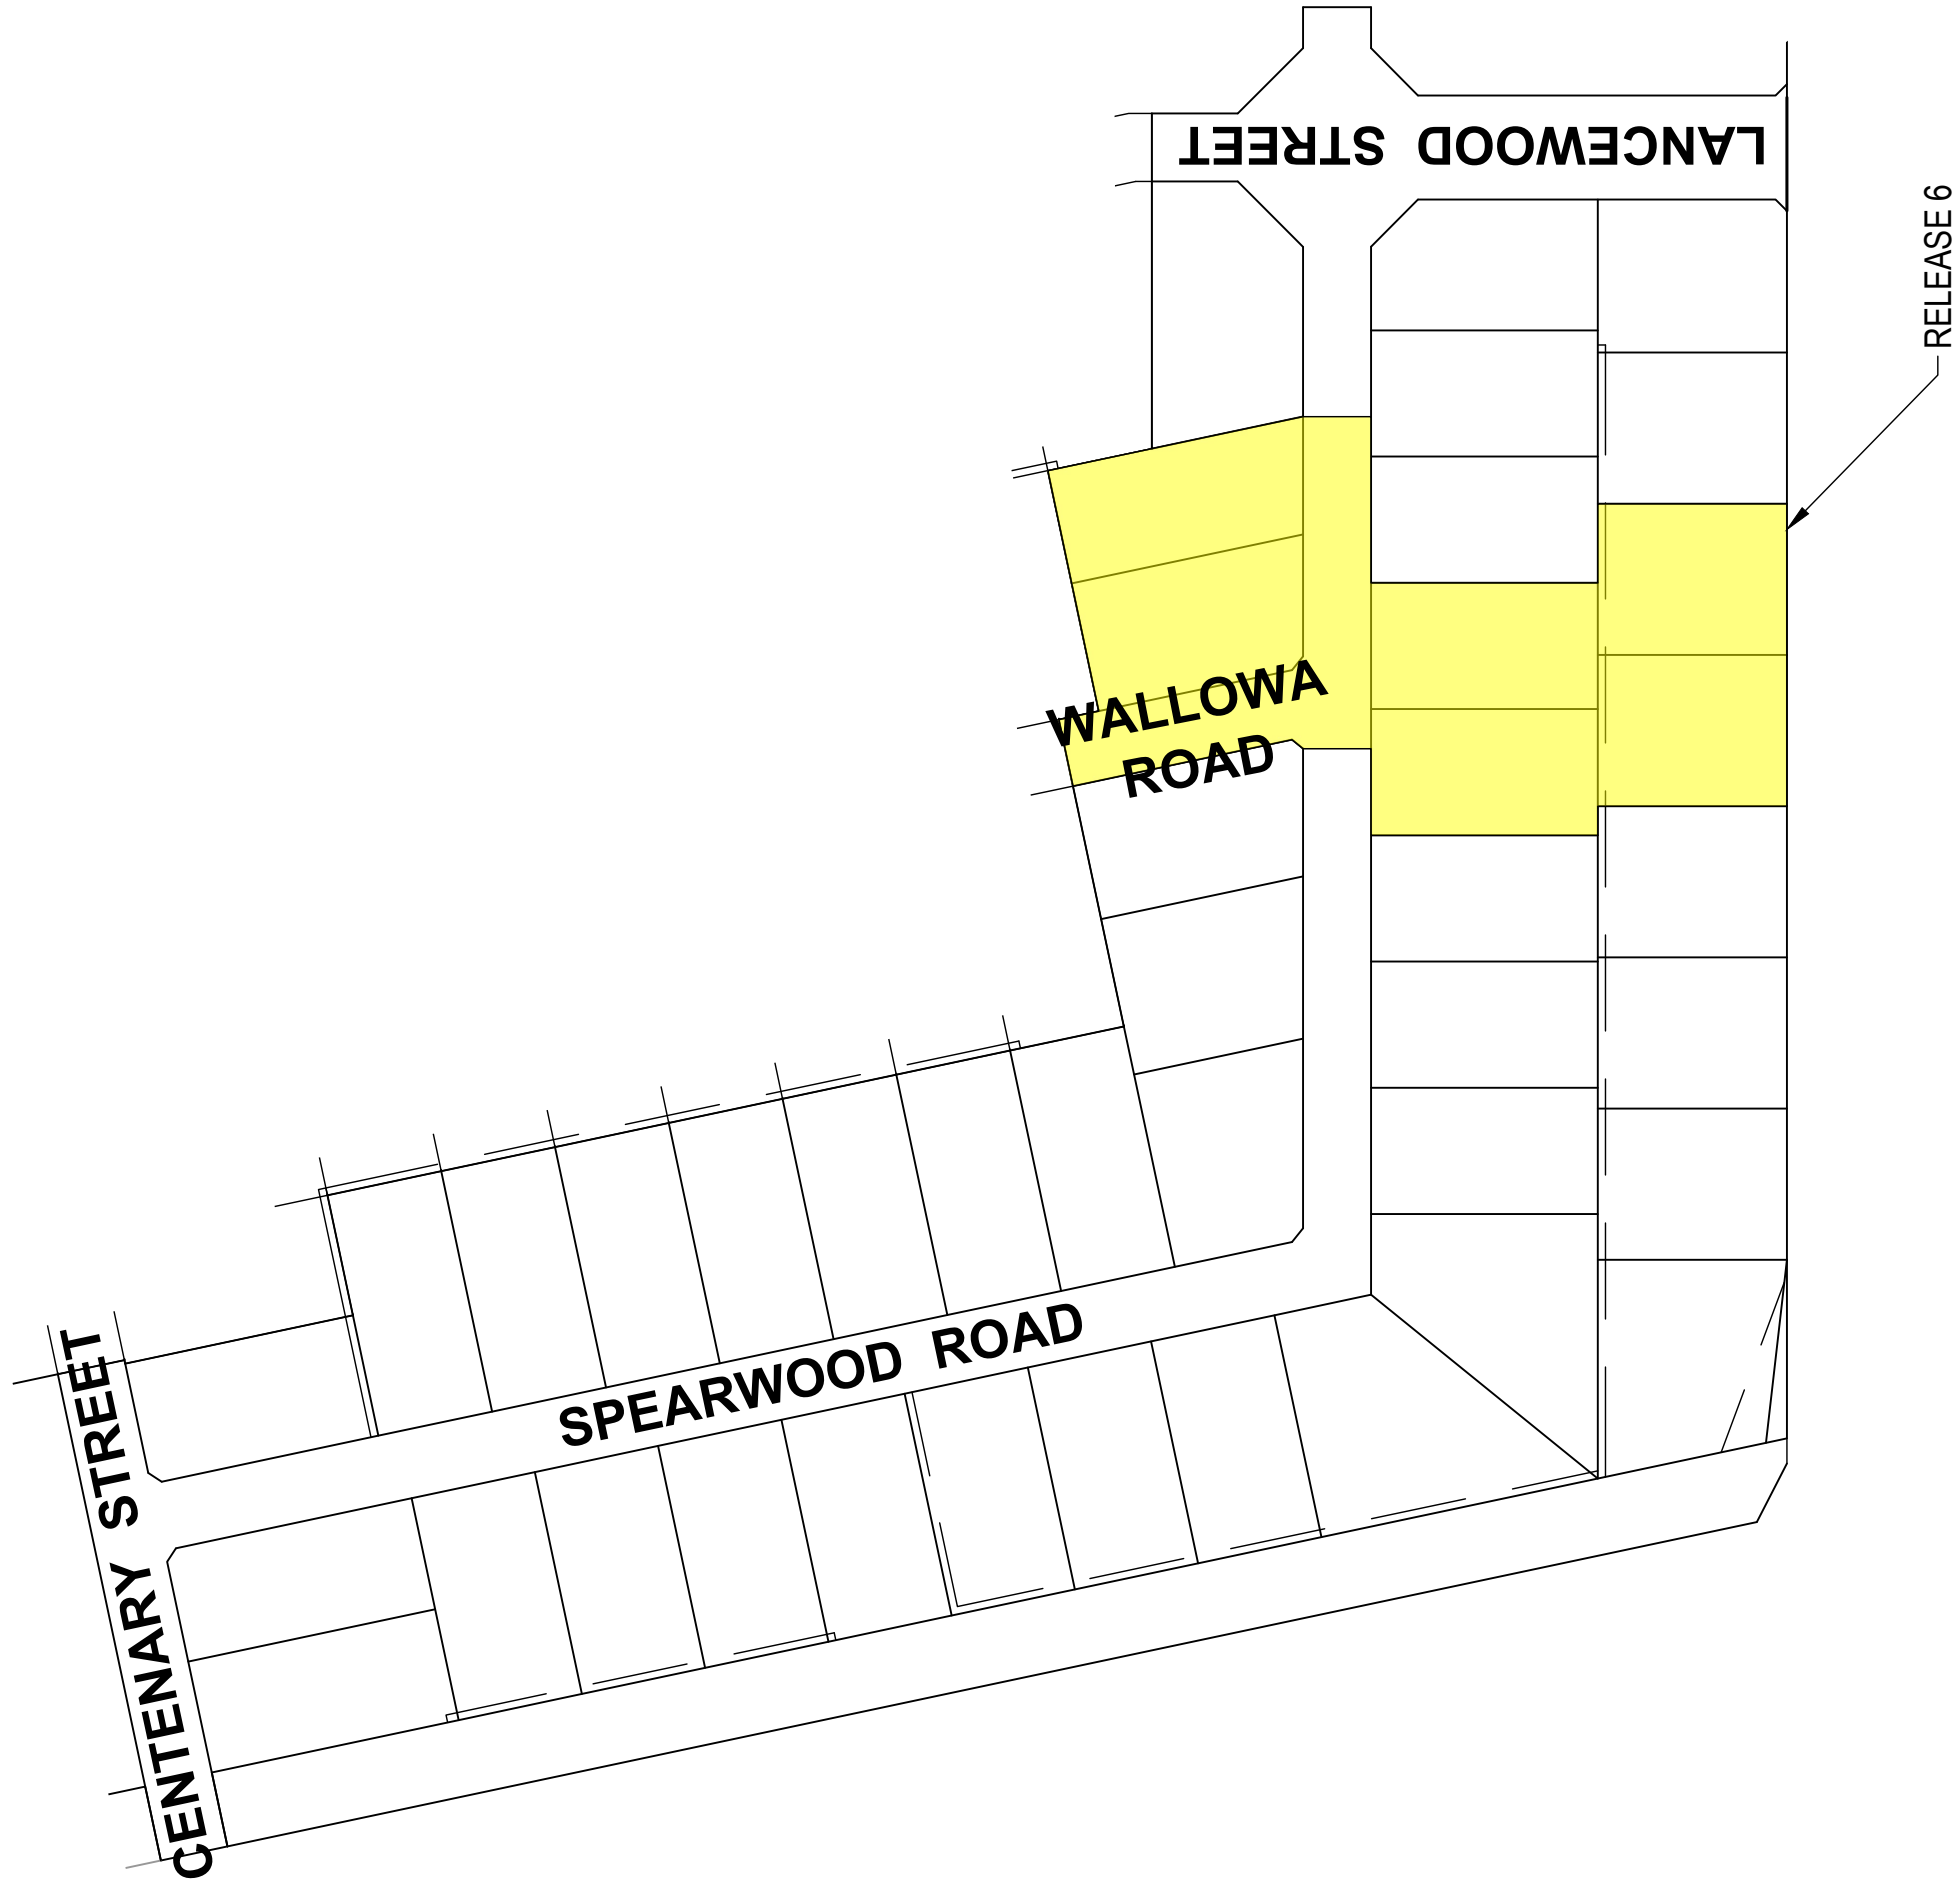 LANCEWOOD STREET
RELEASE 6
WALLOWA
ROAD
SPEARWOOD ROAD
CENTENARY STREET